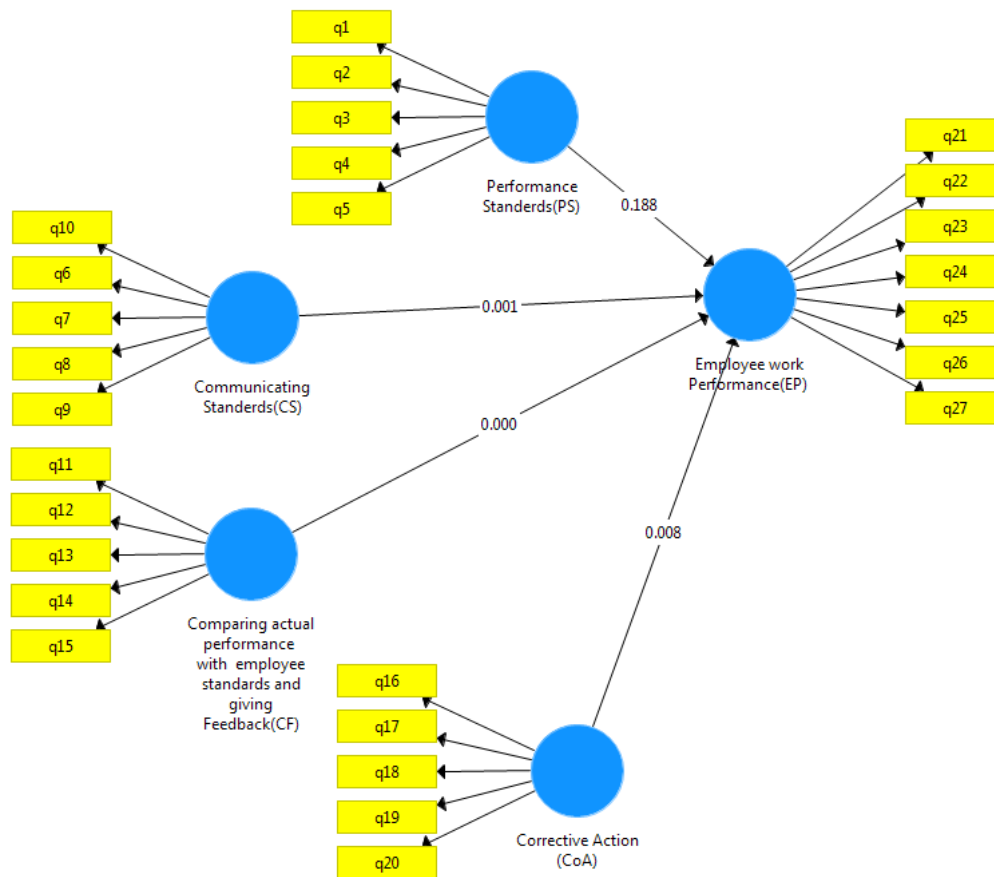 q1
q2
q3
q4
q5
Performance
Standerds(PS)
0.188
q10
q6
q7
q8
q9
Communicating
Standerds(CS)
0.001
q21
q22
q23
q24
q25
q26
q27
Employee work
Performance(EP)
0.000
q11
q12
q13
q14
q15
Comparing actual
performance
with employee
standards and
giving
Feedback(CF)
0.008
q16
q17
q18
q19
q20
Corrective Action
(CoA)